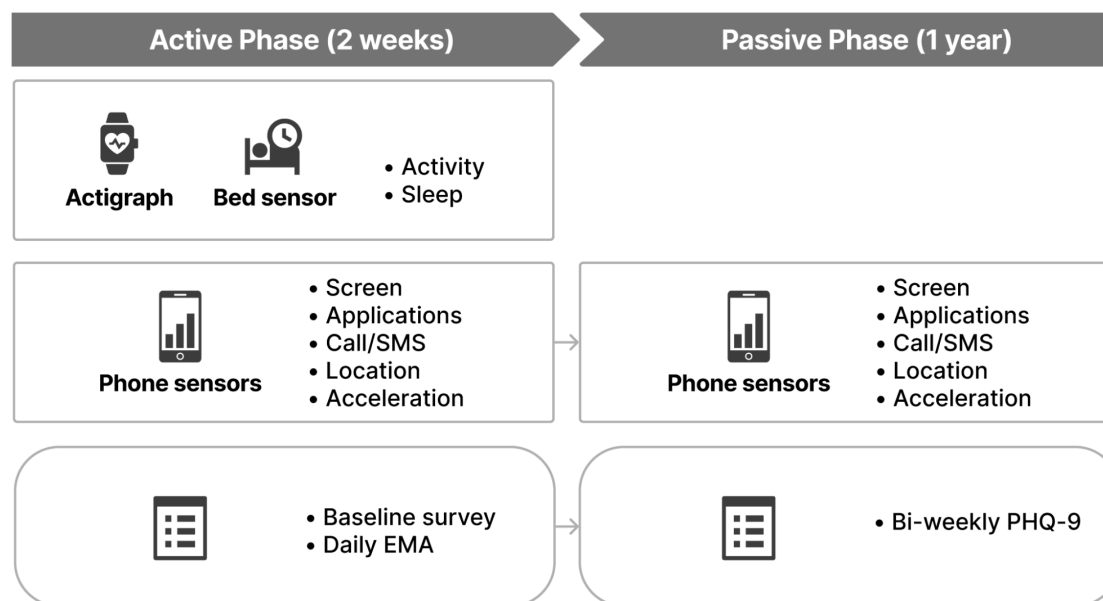 Active Phase (2 weeks)
Passive Phase (1 year)
Actigraph
Bed sensor
• Activity
• Sleep
Phone sensors
• Screen
• Applications
• Call/SMS
• Location
• Acceleration
Phone sensors
• Screen
• Applications
• Call/SMS
• Location
• Acceleration
• Baseline survey
• Daily EMA
• Bi-weekly PHQ-9